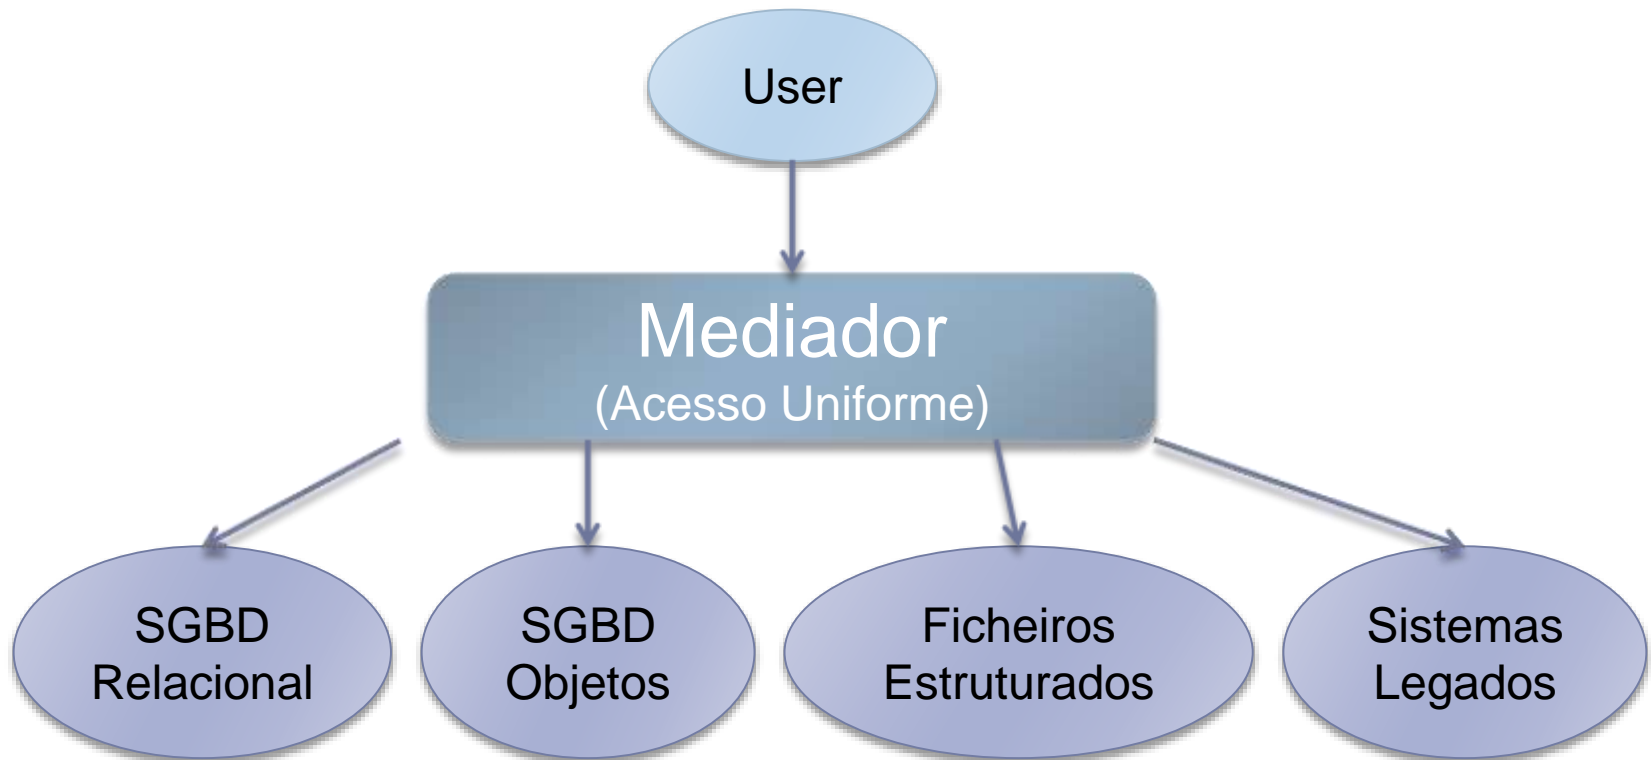 User
Mediador
(Acesso Uniforme)
SGBD
Relacional
SGBD
Objetos
Ficheiros
Estruturados
Sistemas
Legados